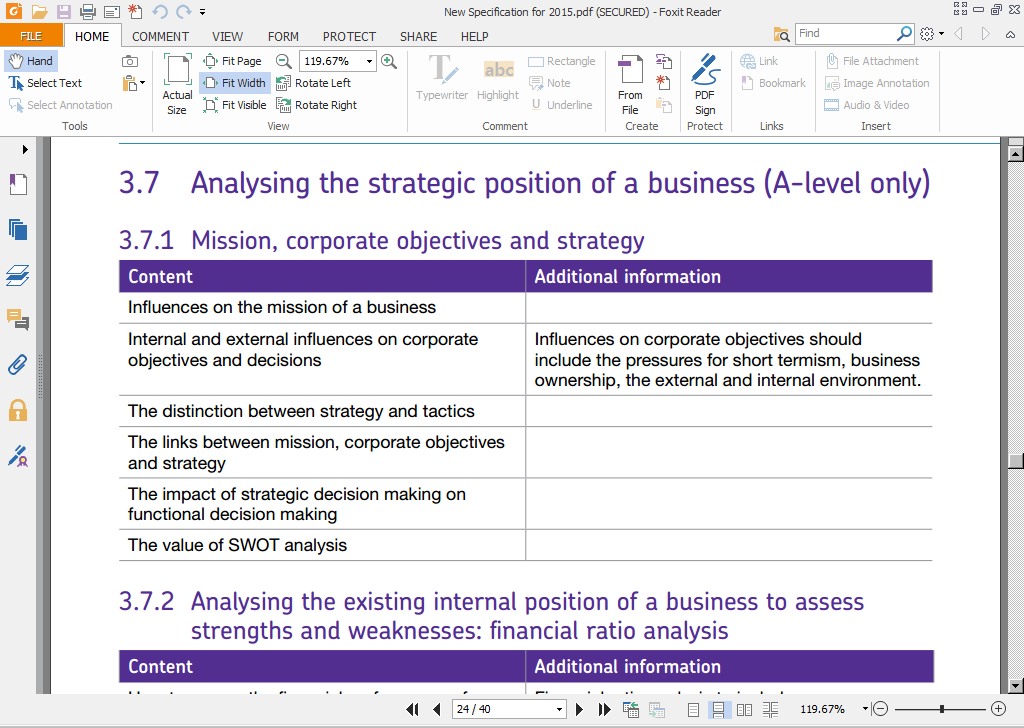 New Specification for 2015.pdf (SECURED) - Foxit Reader
FILE HOME COMMENT VIEW FORM PROTECT SHARE HELP
Find
Hand
Select Text
Select Annotation
Tools
Actual Size
Fit Page
Fit Width
Fit Visible
119.67%
Rotate Left
Rotate Right
View
Typewriter
abc
Highlight
Rectangle
Note
U Underline
Comment
From File
Create
PDF Sign
Protect
Link
Bookmark
Links
File Attachment
Image Annotation
Audio & Video
Insert
3.7 Analysing the strategic position of a business (A-level only)
3.7.1 Mission, corporate objectives and strategy
Content Additional information
Influences on the mission of a business
Internal and external influences on corporate
objectives and decisions
Influences on corporate objectives should
include the pressures for short termism, business
ownership, the external and internal environment.
The distinction between strategy and tactics
The links between mission, corporate objectives
and strategy
The impact of strategic decision making on
functional decision making
The value of SWOT analysis
3.7.2 Analysing the existing internal position of a business to assess
strengths and weaknesses: financial ratio analysis
Content Additional information
24 / 40
119.67%